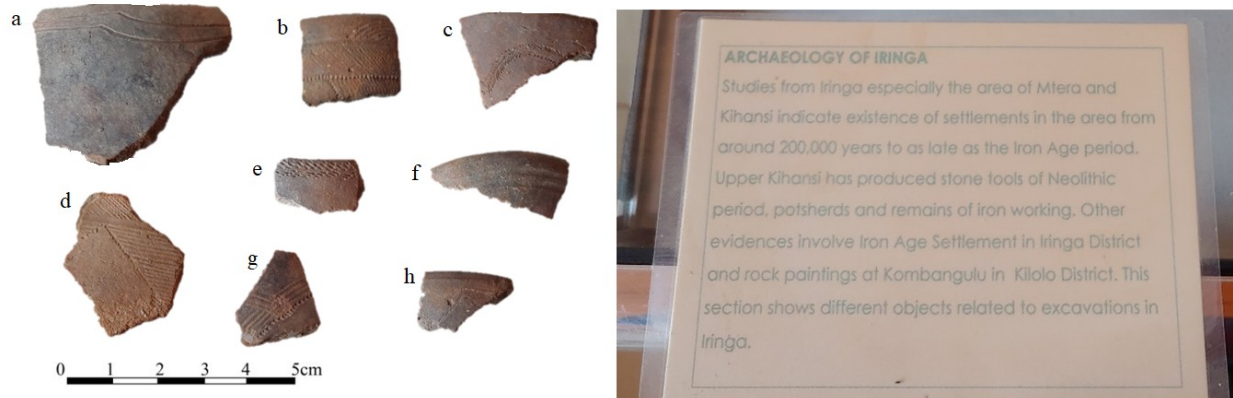 a
b
c
d
e
f
g
h
0 1 2 3 4 5cm
ARCHAEOLOGY OF IRINGA
Studies from Iringa especially the area of Mtera and
Kihansi indicate existence of settlements in the area from
around 200,000 years to as late as the Iron Age period.
Upper Kihansi has produced stone tools of Neolithic
period, potsherds and remains of iron working. Other
evidences involve Iron Age Settlement in Iringa District
and rock paintings at Kombangulu in Kilolo District. This
section shows different objects related to excavations in
Iringa.